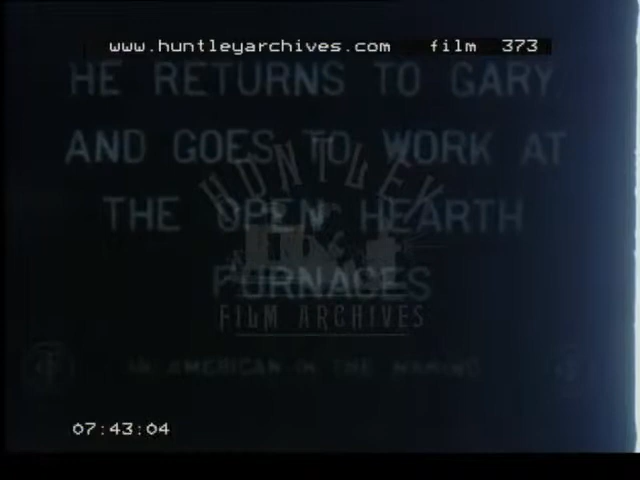 www.huntleyarchives.com film 373
HE RETURNS TO GARY
AND GOES TO WORK AT
THE OPEN HEARTH
FURNACES
HUNTLEY
FILM ARCHIVES
AN AMERICAN IN THE MAKING
07:43:04